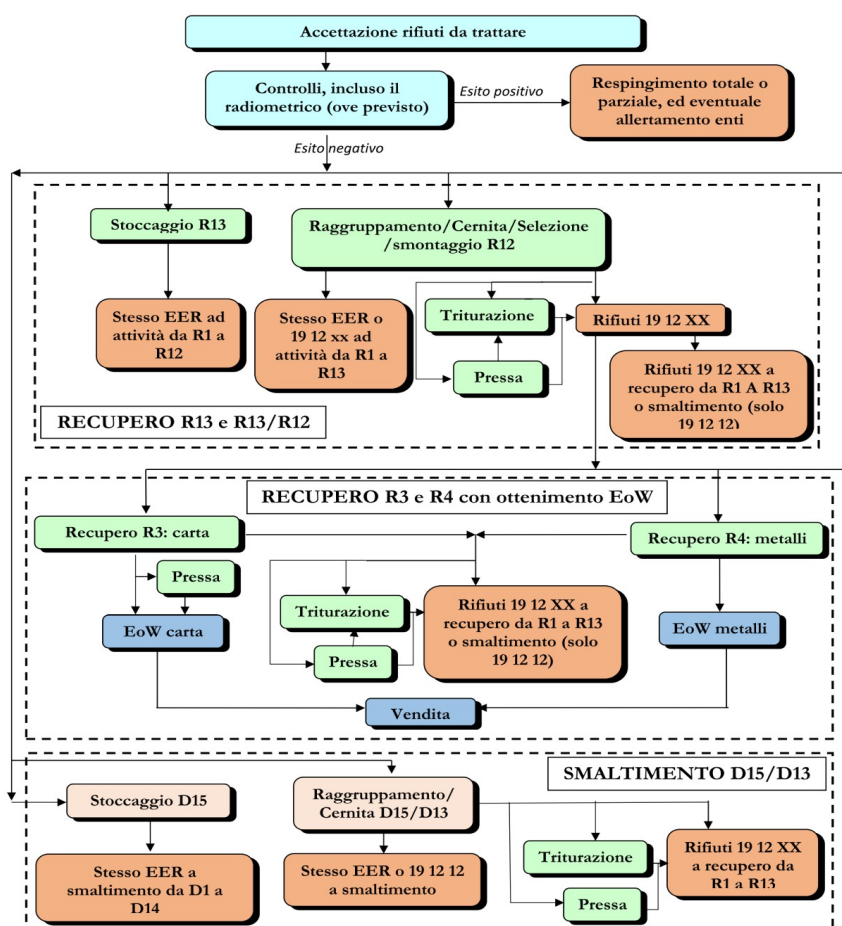 Accettazione rifiuti da trattare
Controlli, incluso il
radiometrico (ove previsto)
Esito positivo
Respingimento totale o
parziale, ed eventuale
allertamento enti
Esito negativo
Stoccaggio R13
Raggruppamento/Cernita/Selezione
/smontaggio R12
Stesso EER ad
attività da R1 a
R12
Stesso EER o
19 12 xx ad
attività da R1 a
R13
Triturazione
Pressa
Rifiuti 19 12 XX
Rifiuti 19 12 XX a
recupero da R1 A R13
o smaltimento (solo
19 12 12)
RECUPERO R13 e R13/R12
RECUPERO R3 e R4 con ottenimento EoW
Recupero R3: carta
Recupero R4: metalli
Pressa
EoW carta
Triturazione
Pressa
Rifiuti 19 12 XX a
recupero da R1 a R13
o smaltimento (solo
19 12 12)
EoW metalli
Vendita
SMALTIMENTO D15/D13
Stoccaggio D15
Raggruppamento/
Cernita D15/D13
Stesso EER a
smaltimento da D1 a
D14
Stesso EER o 19 12 12
a smaltimento
Triturazione
Pressa
Rifiuti 19 12 XX
a recupero da
R1 a R13